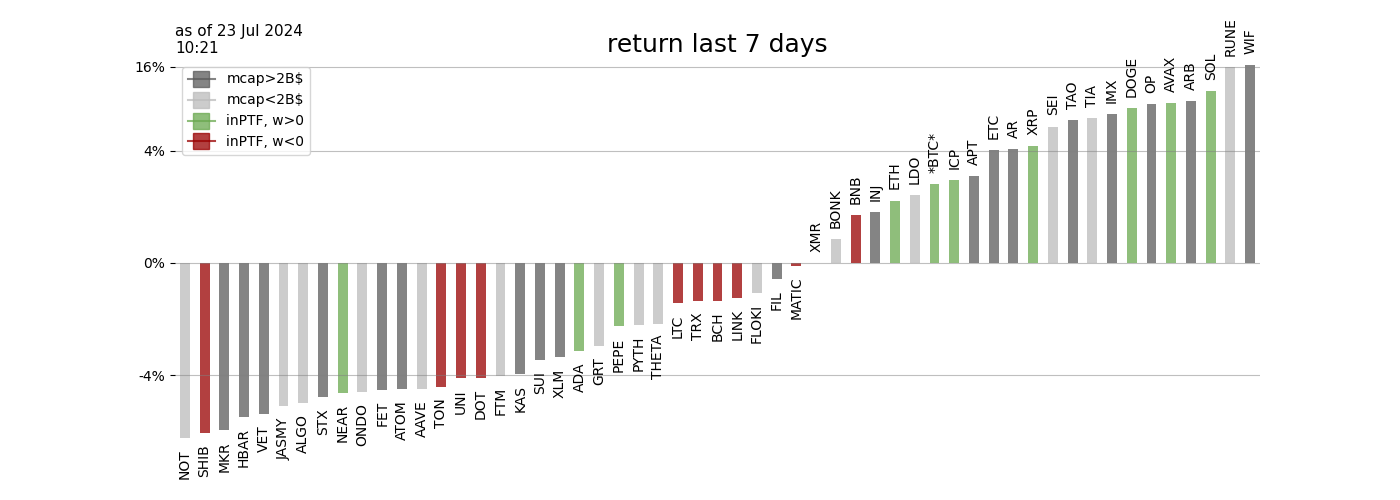 as of 23 Jul 2024
10:21
return last 7 days
16%
4%
0%
-4%
mcap>2B$
mcap<2B$
inPTF, w>0
inPTF, w<0
NOT
SHIB
MKR
HBAR
VET
JASMY
ALGO
STX
NEAR
ONDO
FET
ATOM
AAVE
TON
UNI
DOT
FTM
KAS
SUI
XLM
ADA
GRT
PEPE
PYTH
THETA
LTC
TRX
BCH
LINK
FLOKI
FIL
MATIC
XMR
BONK
BNB
INJ
ETH
LDO
*BTC*
ICP
APT
ETC
AR
XRP
SEI
TAO
TIA
IMX
DOGE
OP
AVAX
ARB
SOL
RUNE
WIF